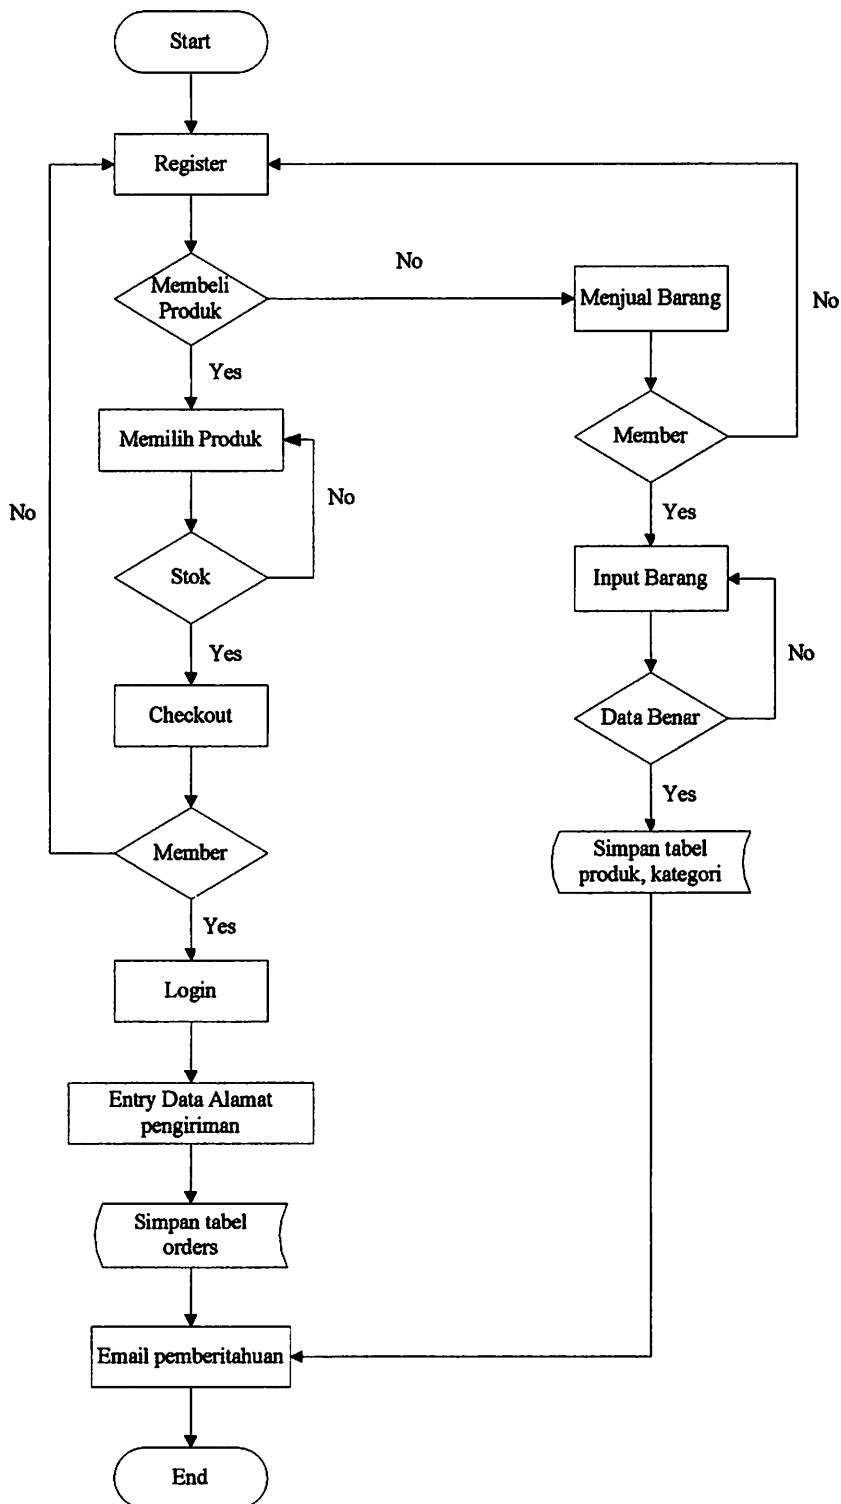 Start
Register
Membeli
Produk
No
Menjual Barang
No
Yes
Memilih Produk
Member
No
No
Yes
Stok
Input Barang
Yes
No
Checkout
Data Benar
Yes
Member
Simpan tabel
produk, kategori
Yes
Login
Entry Data Alamat
pengiriman
Simpan tabel
orders
Email pemberitahuan
End